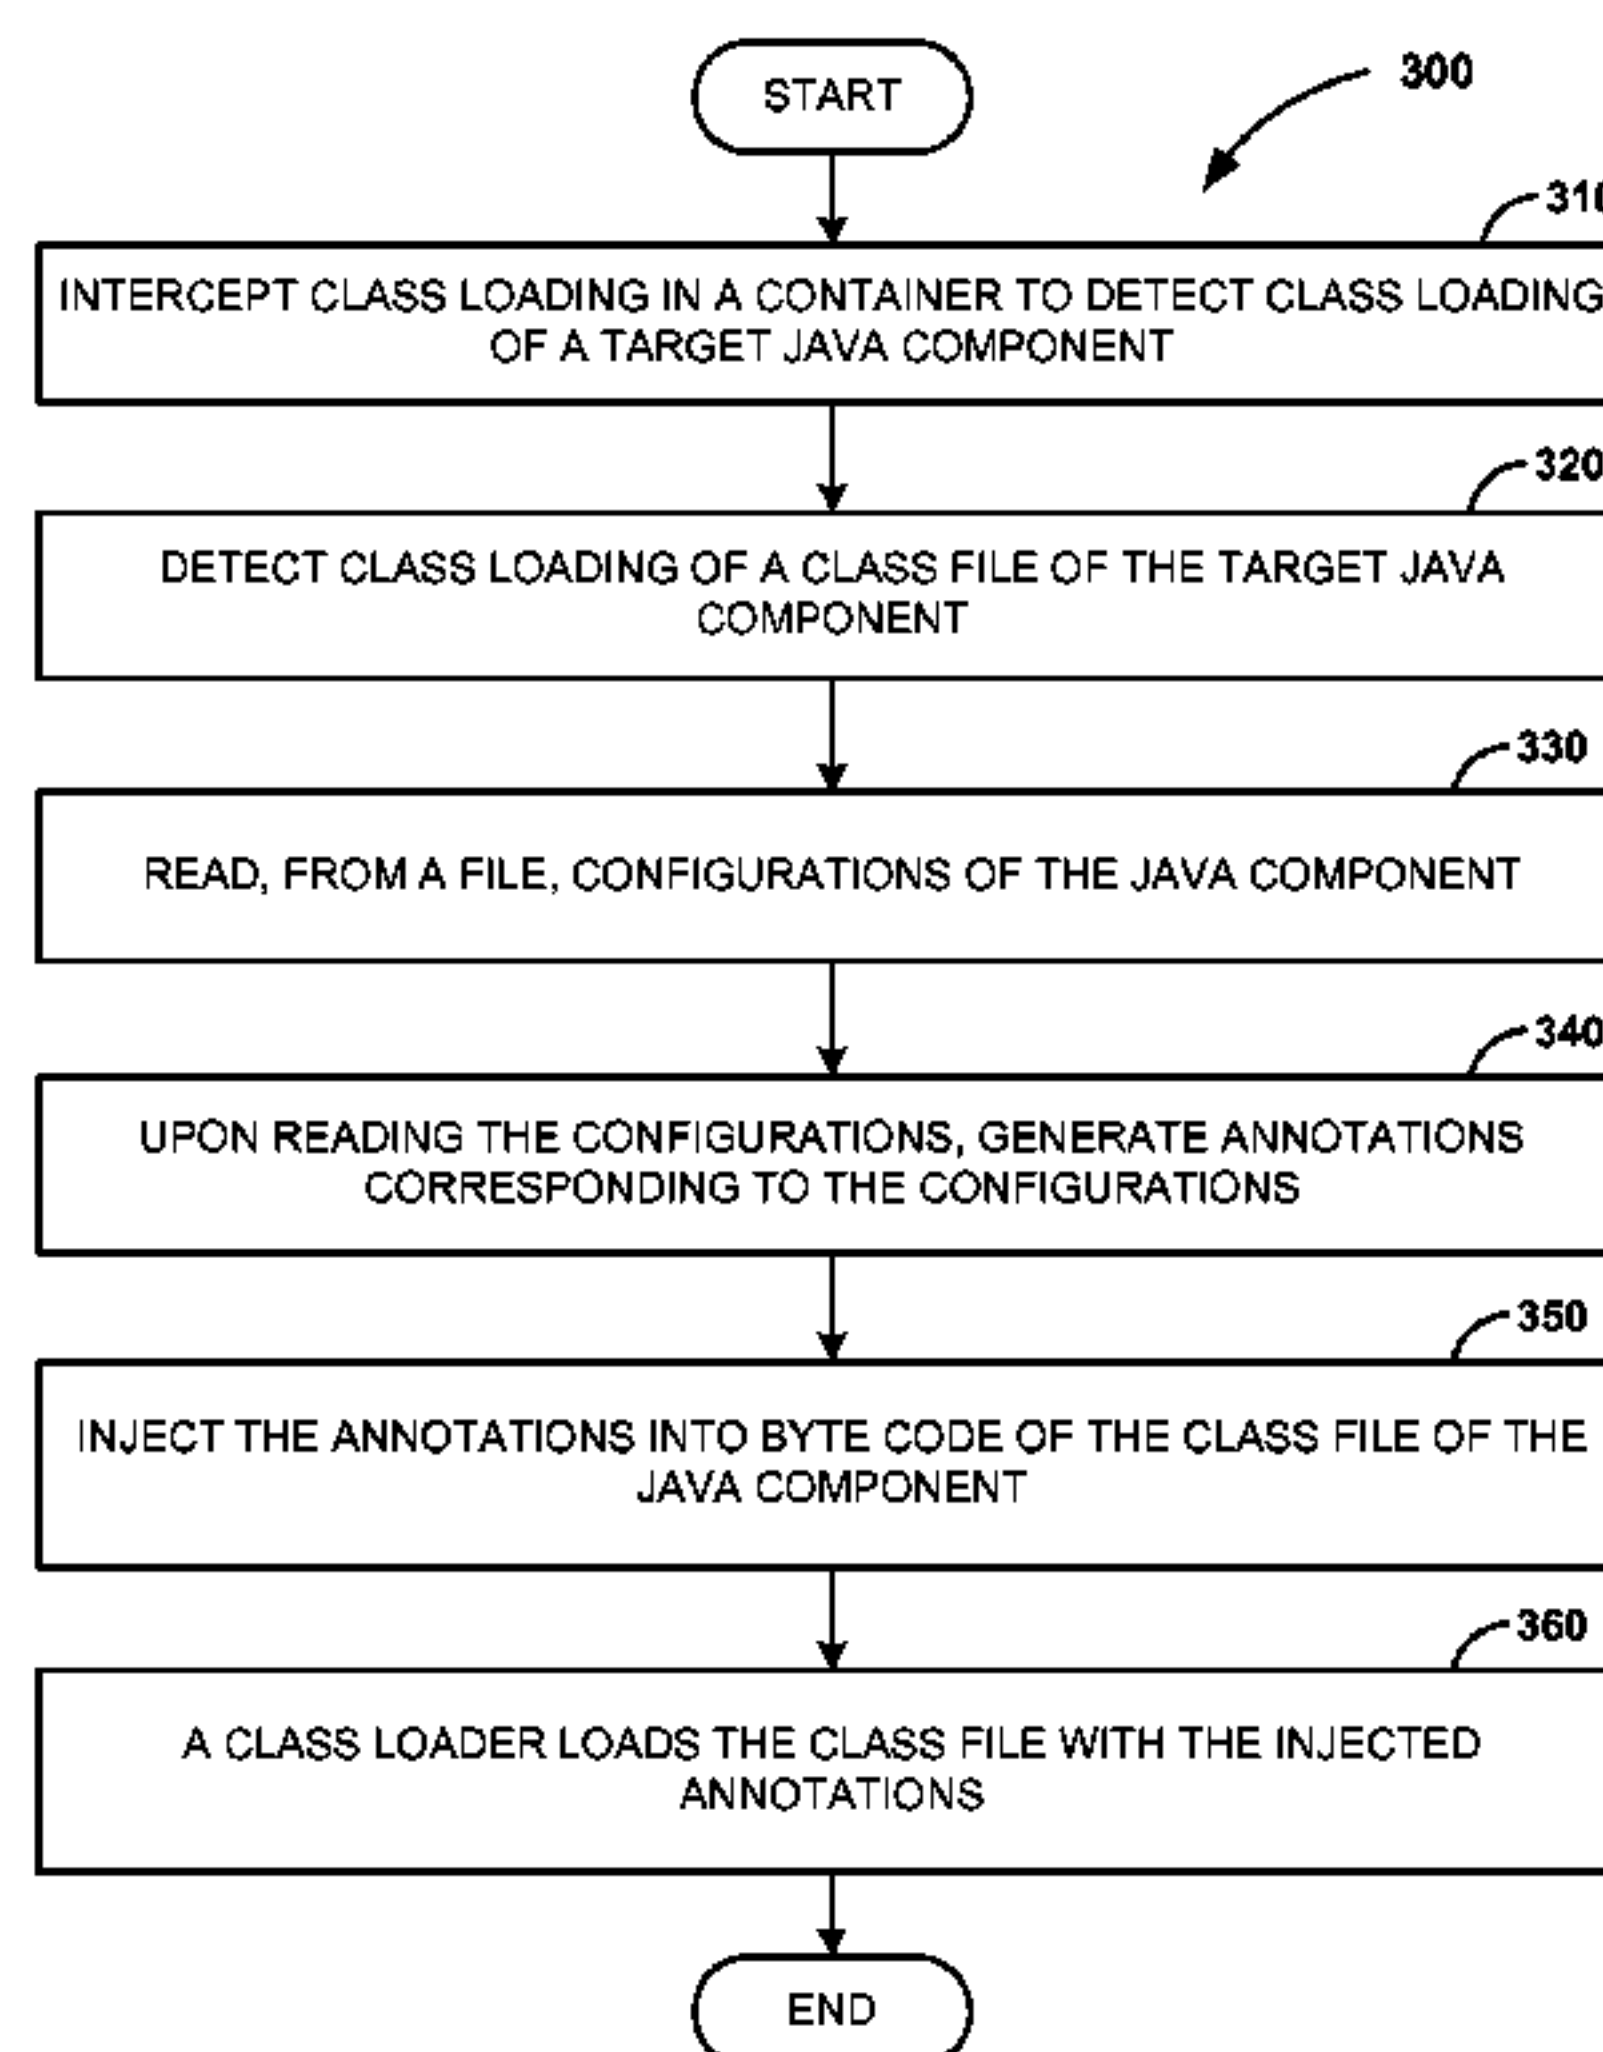 START
300
310
INTERCEPT CLASS LOADING IN A CONTAINER TO DETECT CLASS LOADING
OF A TARGET JAVA COMPONENT
320
DETECT CLASS LOADING OF A CLASS FILE OF THE TARGET JAVA
COMPONENT
330
READ, FROM A FILE, CONFIGURATIONS OF THE JAVA COMPONENT
340
UPON READING THE CONFIGURATIONS, GENERATE ANNOTATIONS
CORRESPONDING TO THE CONFIGURATIONS
350
INJECT THE ANNOTATIONS INTO BYTE CODE OF THE CLASS FILE OF THE
JAVA COMPONENT
360
A CLASS LOADER LOADS THE CLASS FILE WITH THE INJECTED
ANNOTATIONS
END